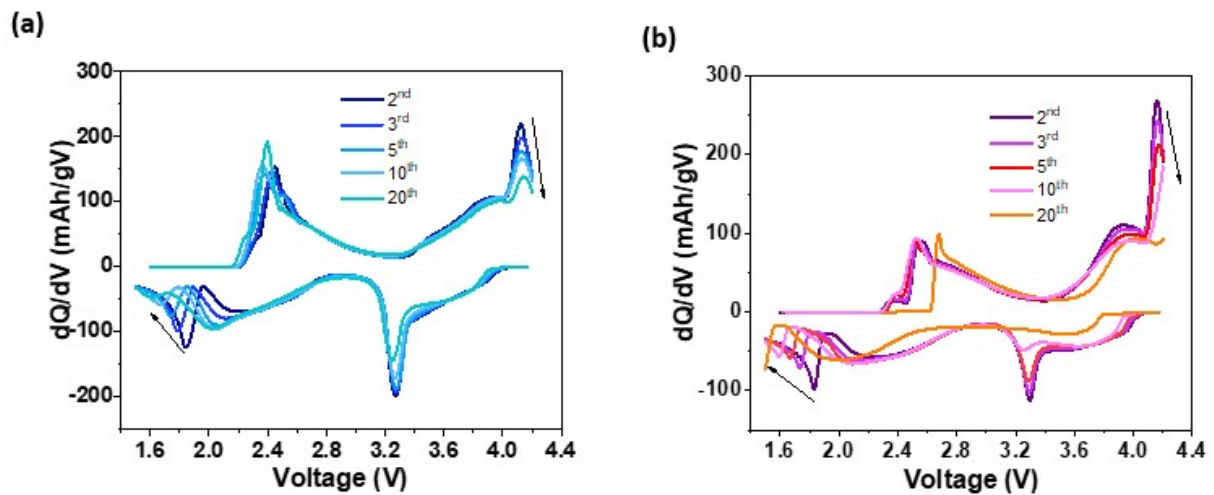 (a)
dQ/dV (mAh/gV)
300
200
100
0
-100
-200
2nd
3rd
5th
10th
20th
1.6 2.0 2.4 2.8 3.2 3.6 4.0 4.4
Voltage (V)
(b)
dQ/dV (mAh/gV)
300
200
100
0
-100
2nd
3rd
5th
10th
20th
1.6 2.0 2.4 2.8 3.2 3.6 4.0 4.4
Voltage (V)